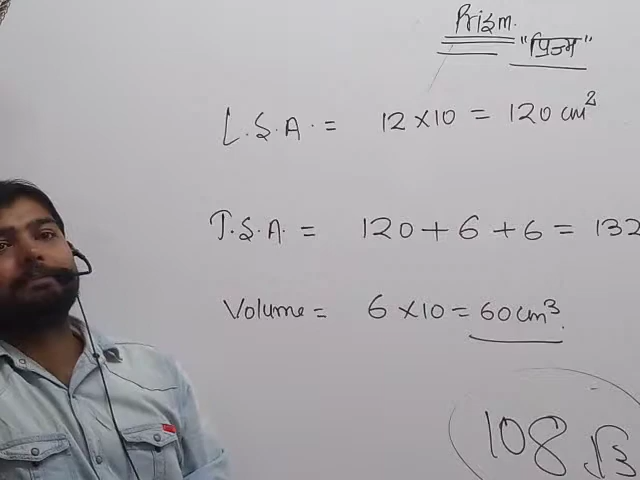 Prism.
"प्रिज्म"
L.S.A. = 12 × 10 = 120 cm²
T.S.A. = 120 + 6 + 6 = 132
Volume = 6 × 10 = 60 cm³.
108 √3